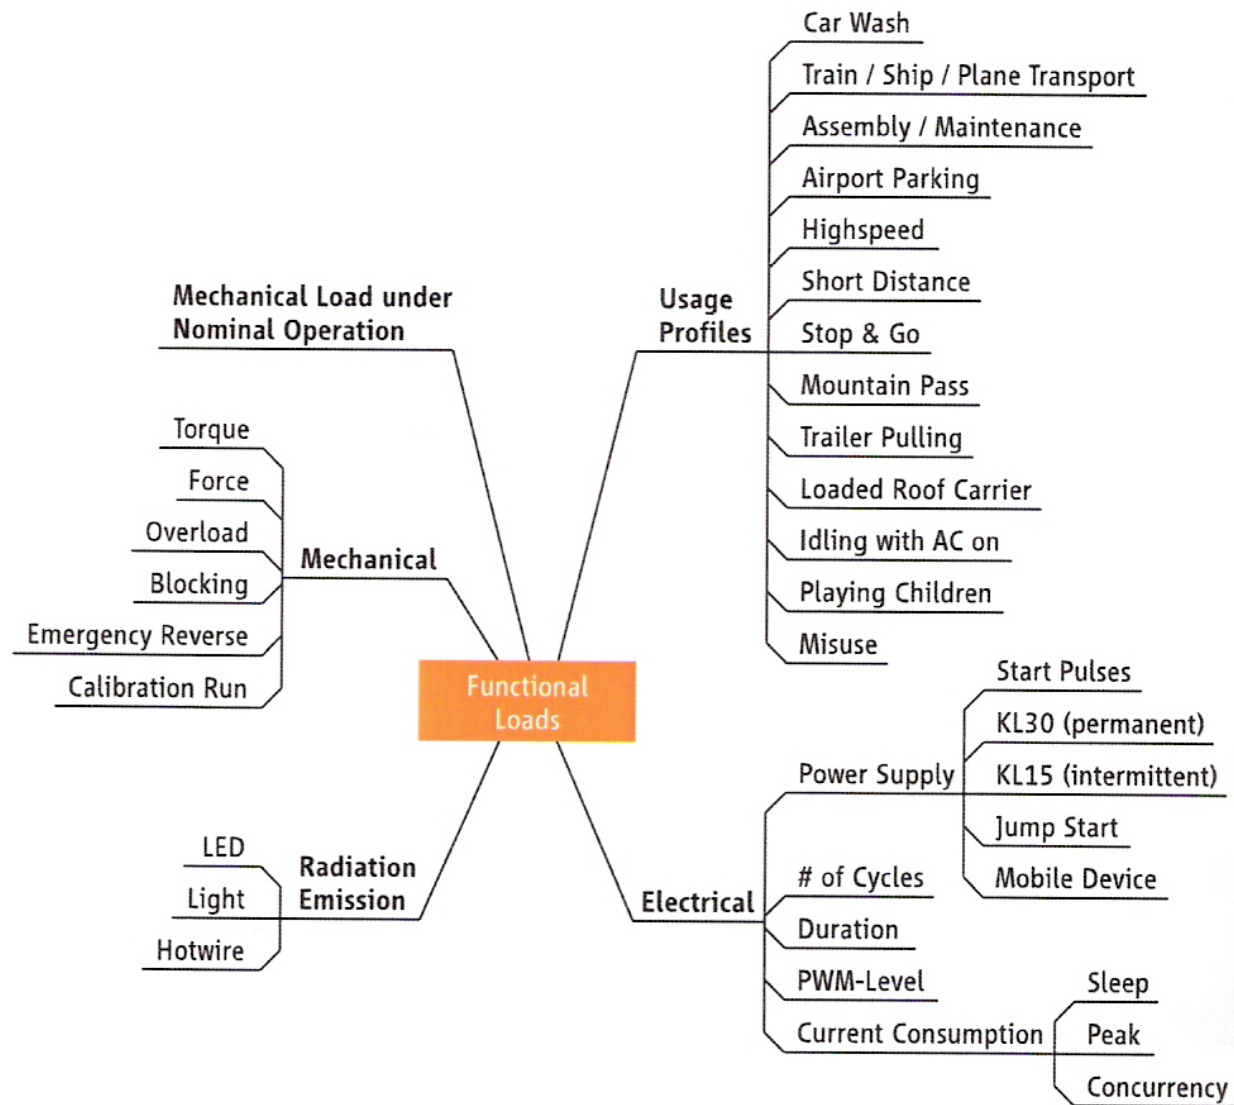 Car Wash
Train / Ship / Plane Transport
Assembly / Maintenance
Airport Parking
Highspeed
Short Distance
Stop & Go
Mountain Pass
Trailer Pulling
Loaded Roof Carrier
Idling with AC on
Playing Children
Misuse
Usage
Profiles
Mechanical Load under
Nominal Operation
Torque
Force
Overload
Blocking
Emergency Reverse
Calibration Run
Mechanical
Functional
Loads
LED
Light
Hotwire
Radiation
Emission
Electrical
Power Supply
Start Pulses
KL30 (permanent)
KL15 (intermittent)
Jump Start
Mobile Device
# of Cycles
Duration
PWM-Level
Current Consumption
Sleep
Peak
Concurrency